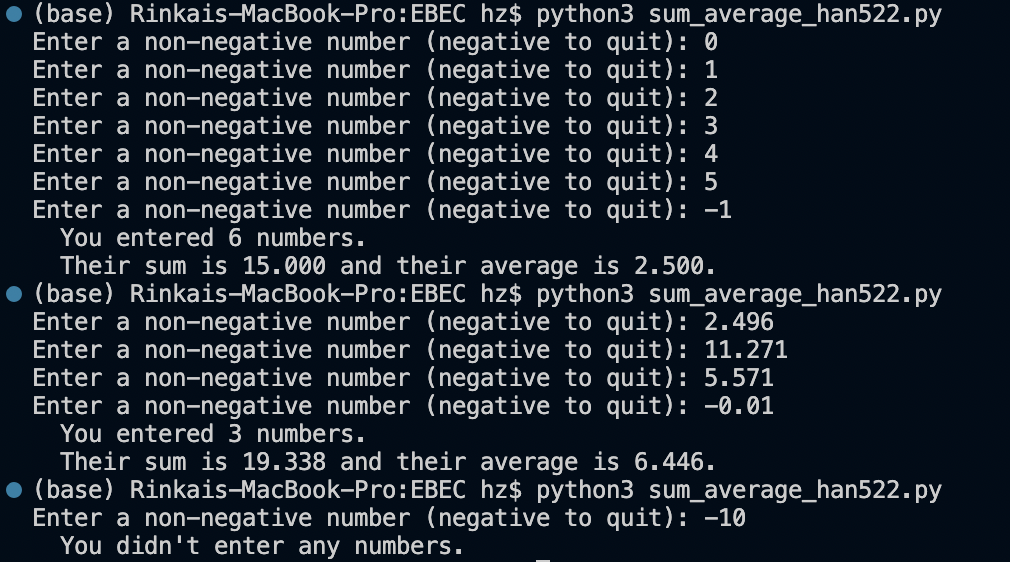 (base) Rinkais-MacBook-Pro:EBEC hz$ python3 sum_average_han522.py
Enter a non-negative number (negative to quit): 0
Enter a non-negative number (negative to quit): 1
Enter a non-negative number (negative to quit): 2
Enter a non-negative number (negative to quit): 3
Enter a non-negative number (negative to quit): 4
Enter a non-negative number (negative to quit): 5
Enter a non-negative number (negative to quit): -1
  You entered 6 numbers.
  Their sum is 15.000 and their average is 2.500.
(base) Rinkais-MacBook-Pro:EBEC hz$ python3 sum_average_han522.py
Enter a non-negative number (negative to quit): 2.496
Enter a non-negative number (negative to quit): 11.271
Enter a non-negative number (negative to quit): 5.571
Enter a non-negative number (negative to quit): -0.01
  You entered 3 numbers.
  Their sum is 19.338 and their average is 6.446.
(base) Rinkais-MacBook-Pro:EBEC hz$ python3 sum_average_han522.py
Enter a non-negative number (negative to quit): -10
  You didn't enter any numbers.